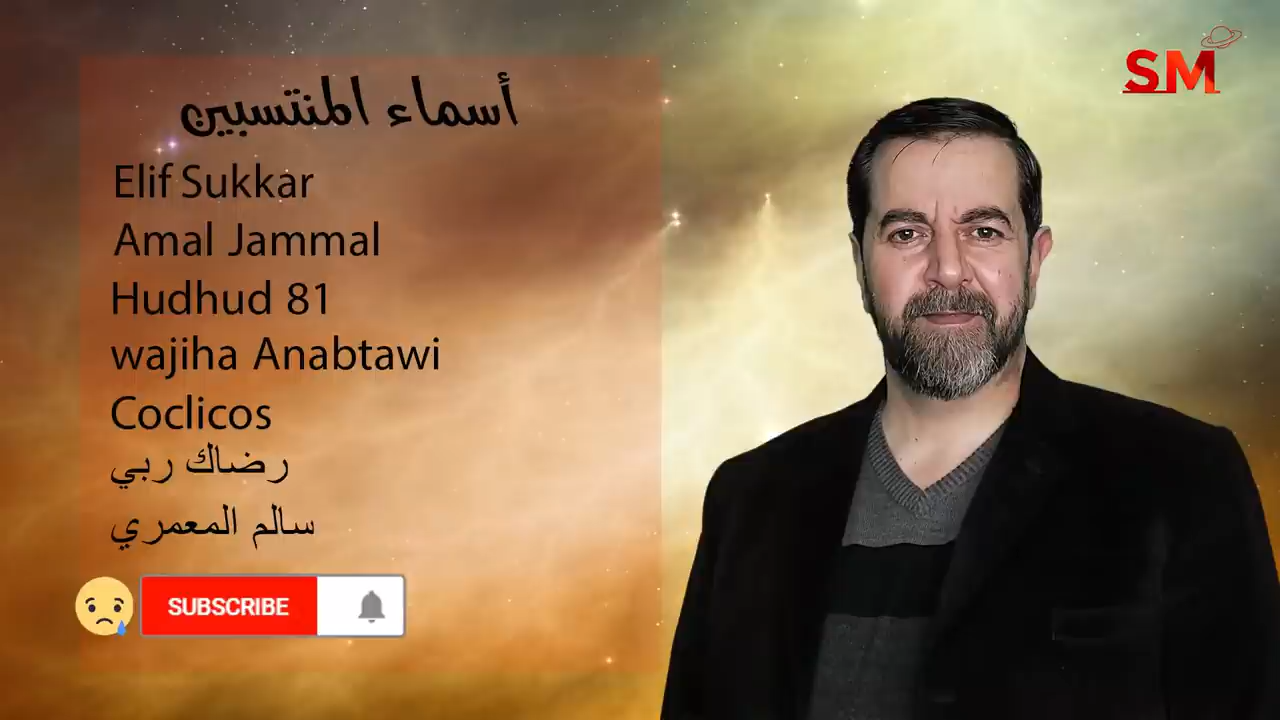 SM
أسماء المنتسبين
Elif Sukkar
Amal Jammal
Hudhud 81
wajiha Anabtawi
Coclicos
رضاك ربي
سالم المعمري
SUBSCRIBE